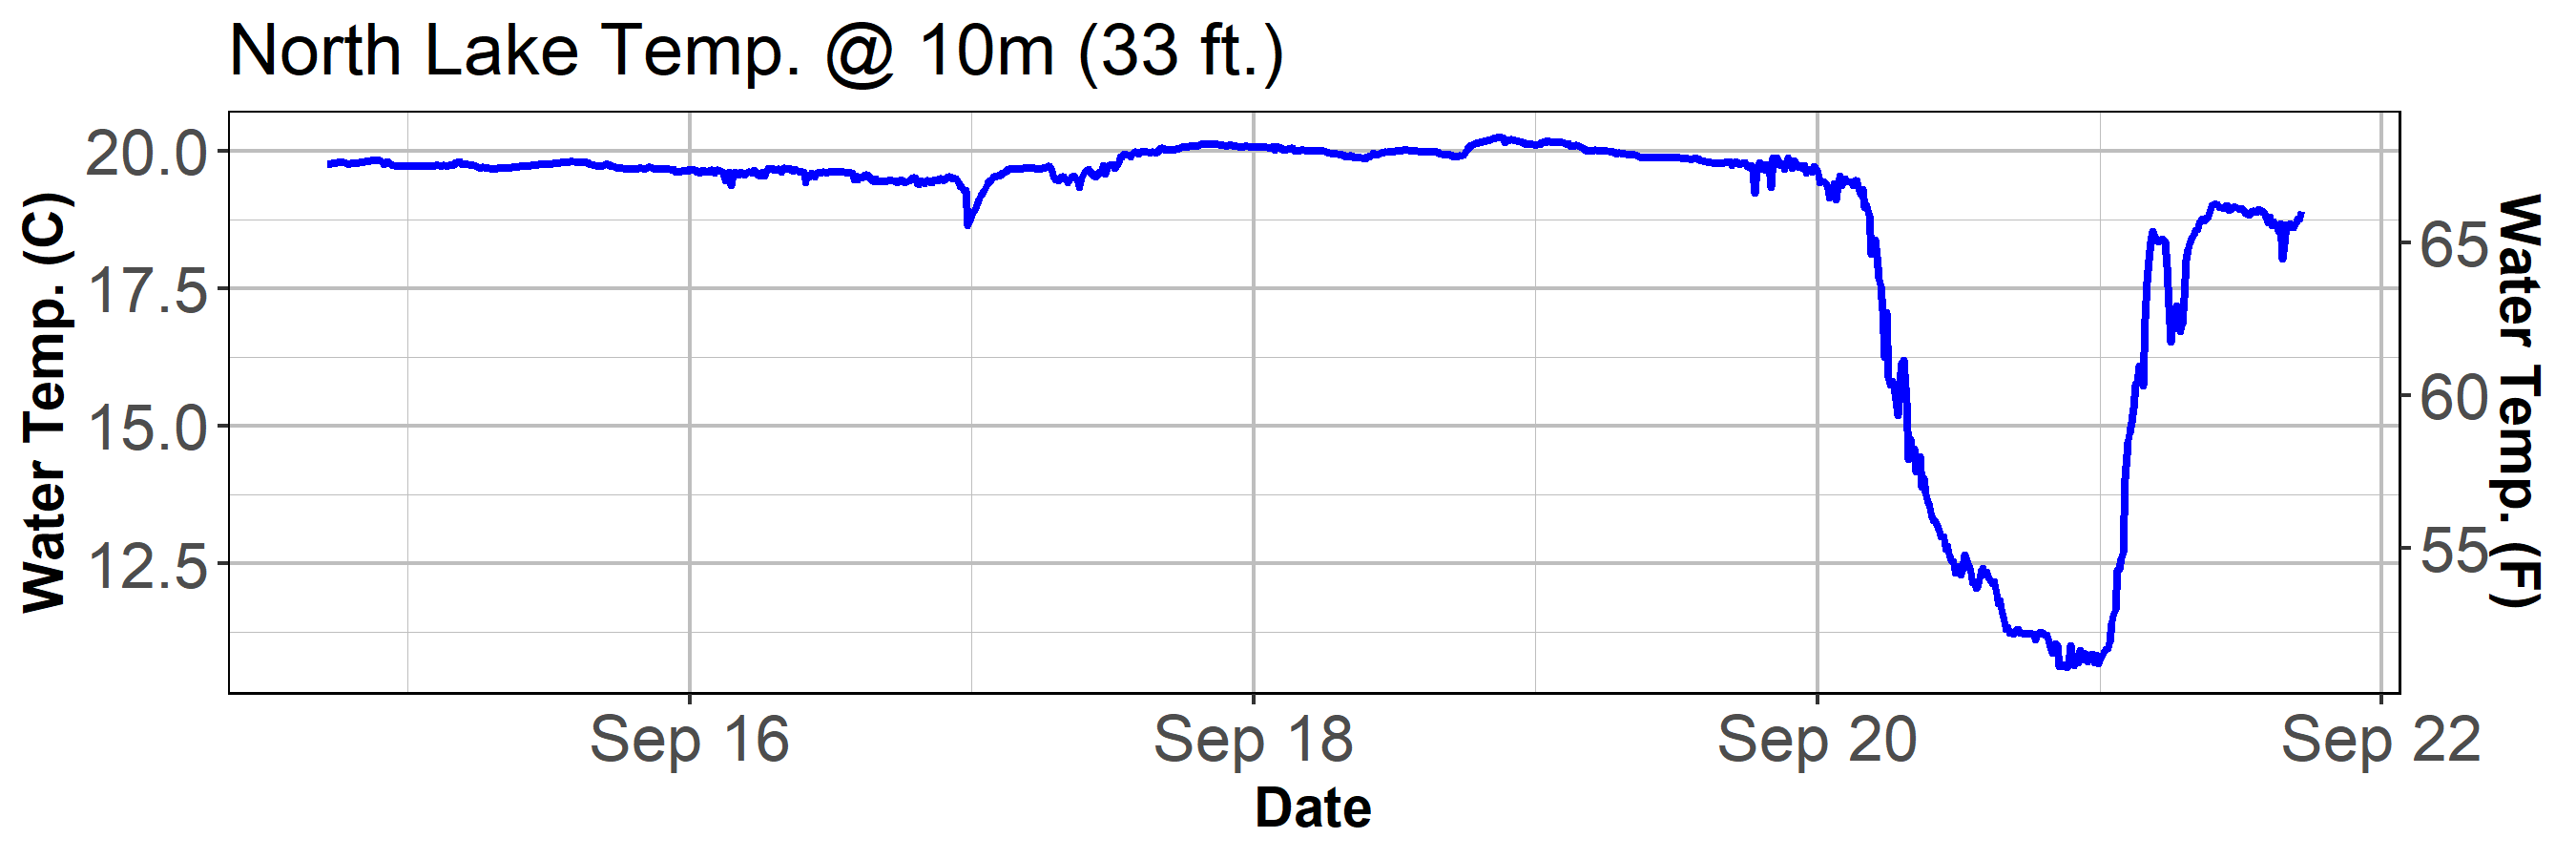 North Lake Temp. @ 10m (33 ft.)
Water Temp. (C)
20.0
17.5
15.0
12.5
65
60
55
Water Temp. (F)
Sep 16 Sep 18 Sep 20 Sep 22
Date